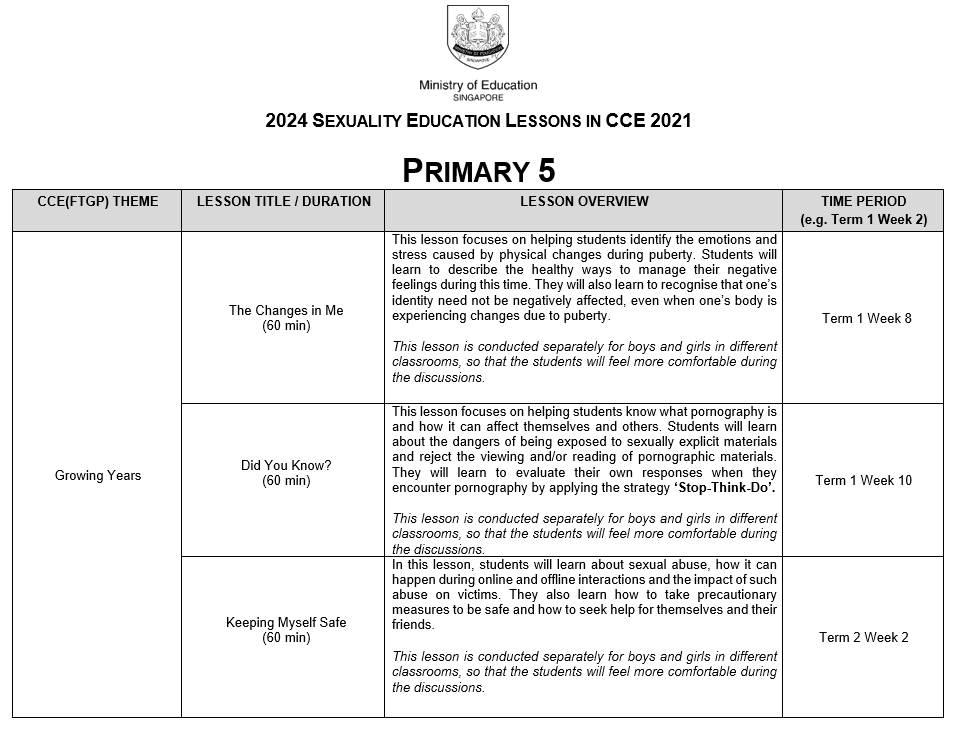 Ministry of Education
SINGAPORE
2024 SEXUALITY EDUCATION LESSONS IN CCE 2021
PRIMARY 5
CCE(FTGP) THEME
LESSON TITLE / DURATION
LESSON OVERVIEW
TIME PERIOD
(e.g. Term 1 Week 2)
Growing Years
The Changes in Me
(60 min)
This lesson focuses on helping students identify the emotions and
stress caused by physical changes during puberty. Students will
learn to describe the healthy ways to manage their negative
feelings during this time. They will also learn to recognise that one's
identity need not be negatively affected, even when one's body is
experiencing changes due to puberty.
This lesson is conducted separately for boys and girls in different
classrooms, so that the students will feel more comfortable during
the discussions.
Term 1 Week 8
Did You Know?
(60 min)
This lesson focuses on helping students know what pornography is
and how it can affect themselves and others. Students will learn
about the dangers of being exposed to sexually explicit materials
and reject the viewing and/or reading of pornographic materials.
They will learn to evaluate their own responses when they
encounter pornography by applying the strategy ‘Stop-Think-Do’.
This lesson is conducted separately for boys and girls in different
classrooms, so that the students will feel more comfortable during
the discussions.
Term 1 Week 10
Keeping Myself Safe
(60 min)
In this lesson, students will learn about sexual abuse, how it can
happen during online and offline interactions and the impact of such
abuse on victims. They also learn how to take precautionary
measures to be safe and how to seek help for themselves and their
friends.
This lesson is conducted separately for boys and girls in different
classrooms, so that the students will feel more comfortable during
the discussions.
Term 2 Week 2